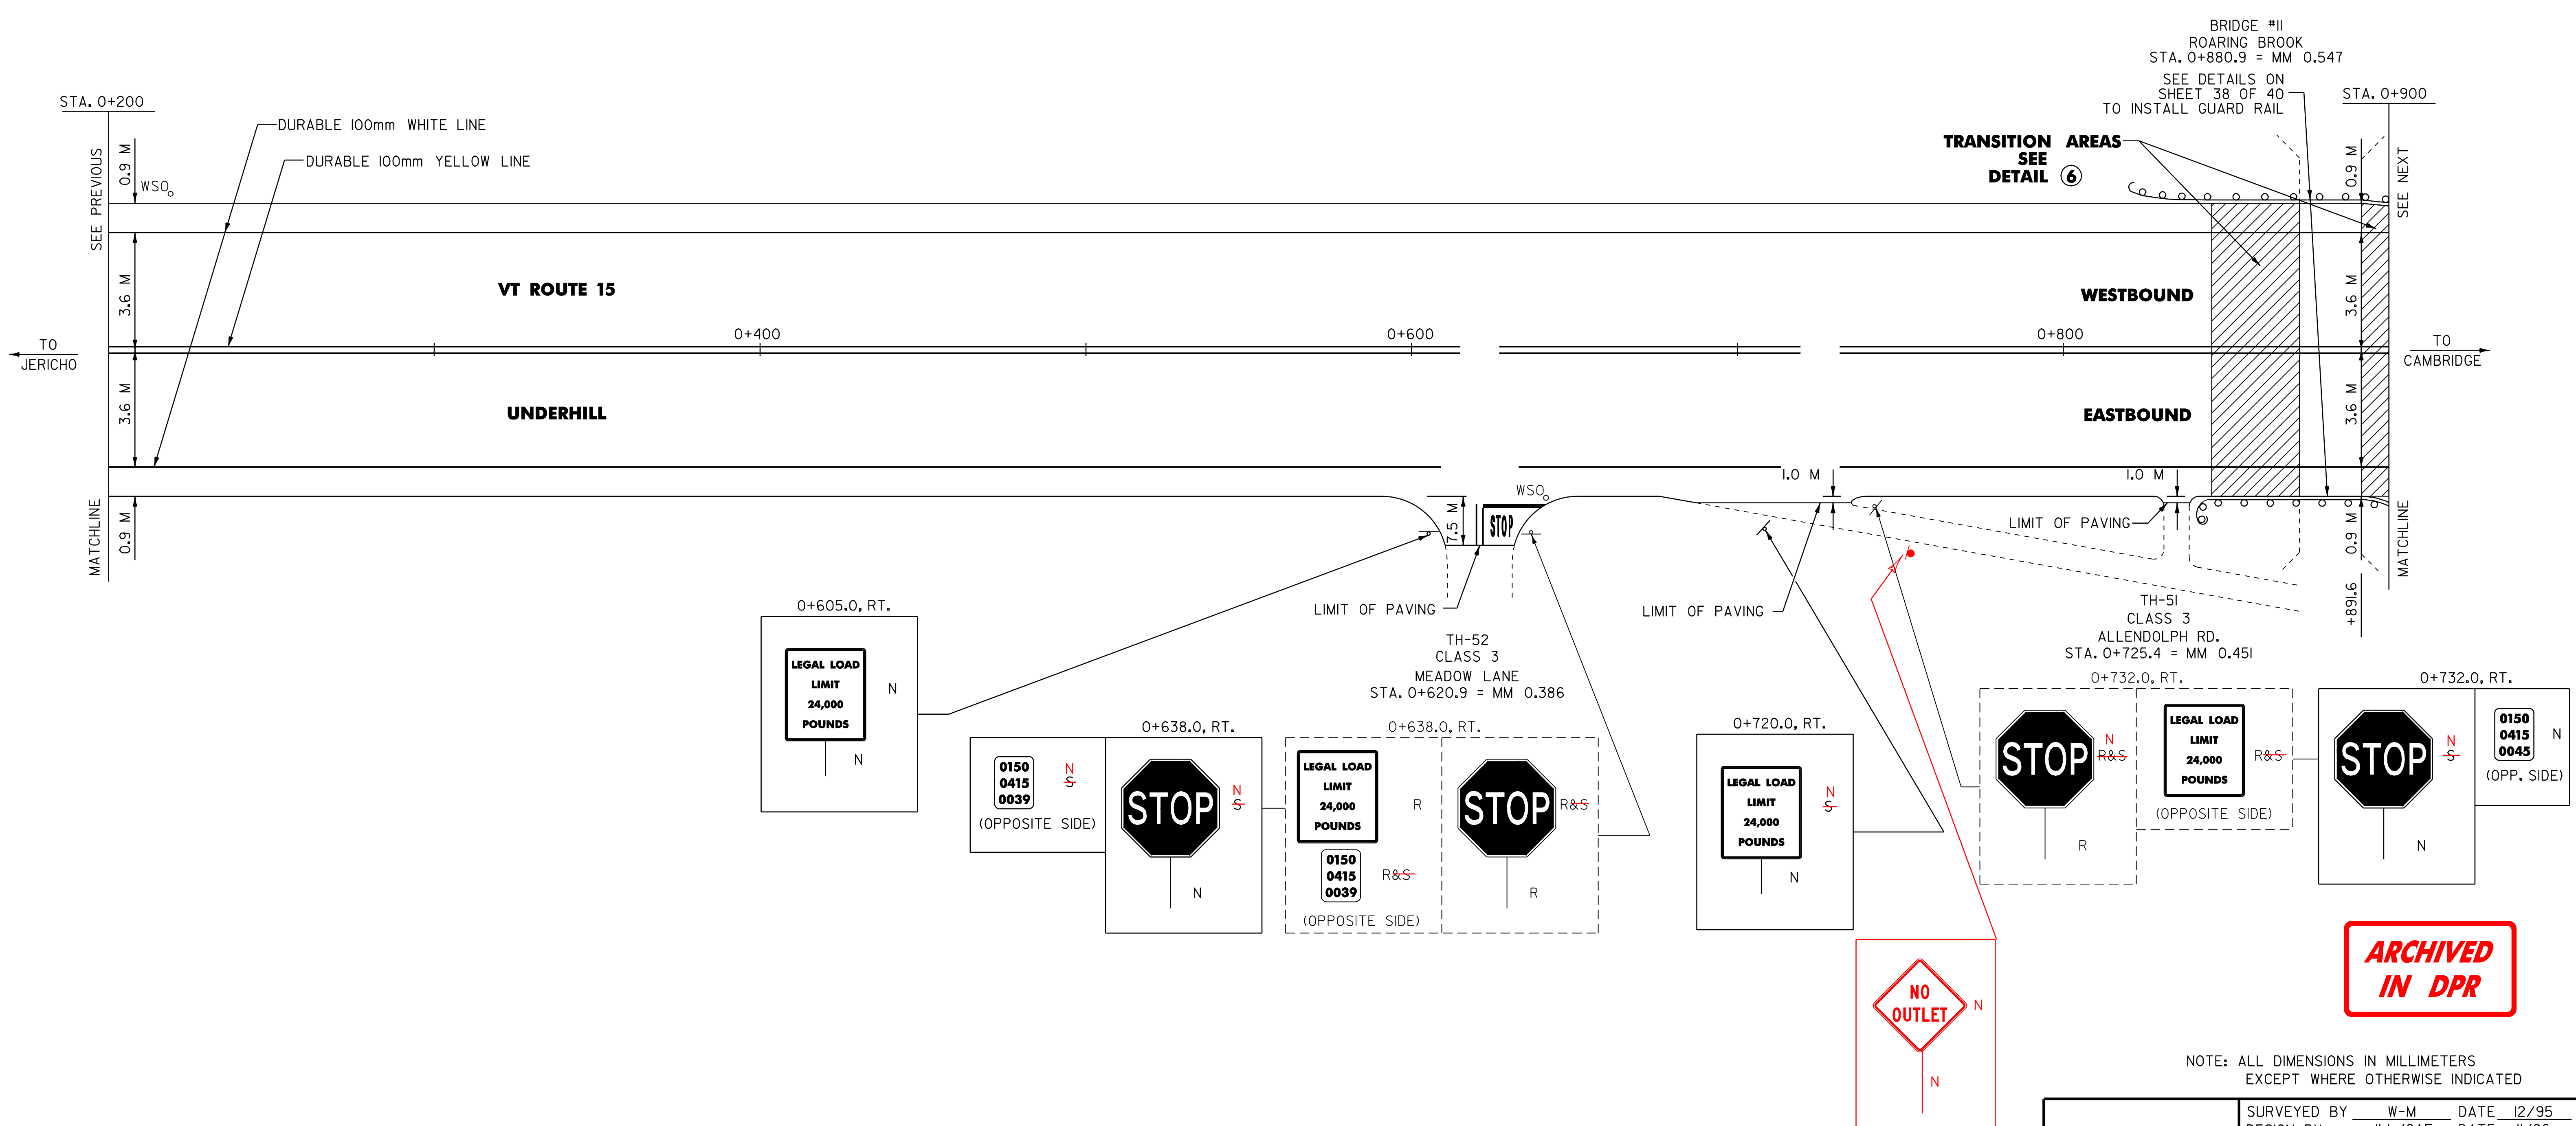 BRIDGE #11
ROARING BROOK
STA. 0+880.9 = MM 0.547
SEE DETAILS ON
SHEET 38 OF 40
TO INSTALL GUARD RAIL
STA. 0+200
STA. 0+900
DURABLE 100mm WHITE LINE
DURABLE 100mm YELLOW LINE
TRANSITION AREAS
SEE
DETAIL 6
SEE PREVIOUS
0.9 M
WSO
0.9 M
SEE NEXT
3.6 M
VT ROUTE 15
WESTBOUND
3.6 M
TO
JERICHO
0+400
0+600
0+800
TO
CAMBRIDGE
3.6 M
UNDERHILL
EASTBOUND
3.6 M
MATCHLINE
0.9 M
7.5 M
STOP
WSO
1.0 M
1.0 M
LIMIT OF PAVING
0.9 M
MATCHLINE
+891.6
LIMIT OF PAVING
LIMIT OF PAVING
TH-52
CLASS 3
MEADOW LANE
STA. 0+620.9 = MM 0.386
TH-51
CLASS 3
ALLENDOLPH RD.
STA. 0+725.4 = MM 0.451
0+605.0, RT.
LEGAL LOAD
LIMIT
24,000
POUNDS
N
N
0150
0415
0039
N
S
(OPPOSITE SIDE)
0+638.0, RT.
STOP
N
S
N
0+638.0, RT.
LEGAL LOAD
LIMIT
24,000
POUNDS
R
0150
0415
0039
R&S
(OPPOSITE SIDE)
STOP
R&S
R
0+720.0, RT.
LEGAL LOAD
LIMIT
24,000
POUNDS
N
S
N
0+732.0, RT.
STOP
N
R&S
R
LEGAL LOAD
LIMIT
24,000
POUNDS
R&S
(OPPOSITE SIDE)
0+732.0, RT.
STOP
N
S
N
0150
0415
0045
N
(OPP. SIDE)
NO
OUTLET
N
N
ARCHIVED
IN DPR
NOTE: ALL DIMENSIONS IN MILLIMETERS
EXCEPT WHERE OTHERWISE INDICATED
SURVEYED BY W-M DATE 12/95